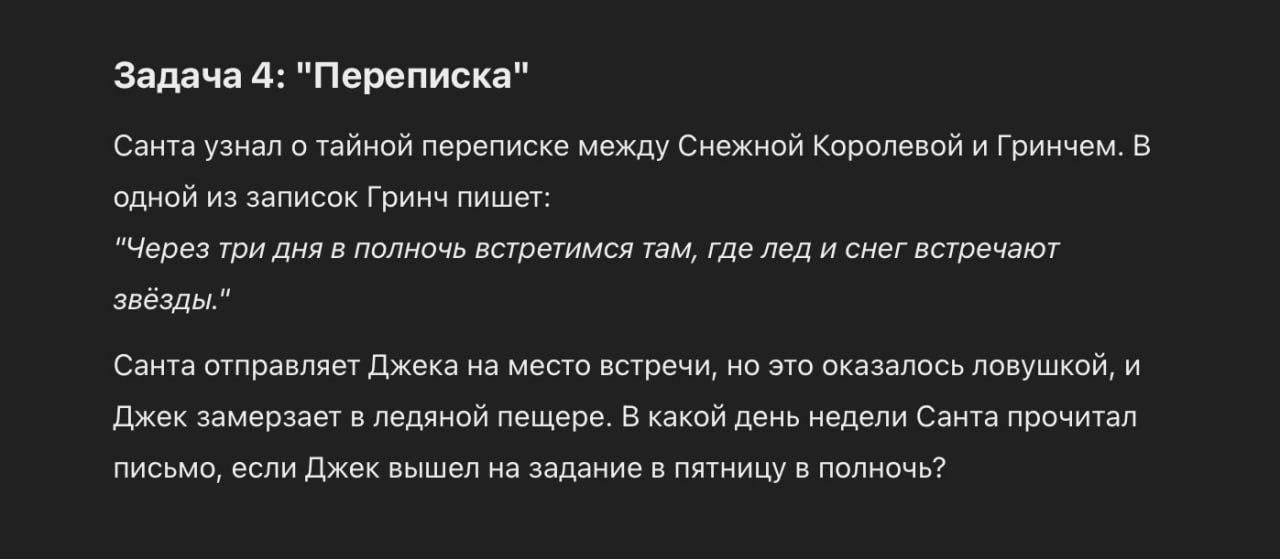 Задача 4: "Переписка"
Санта узнал о тайной переписке между Снежной Королевой и Гринчем. В
одной из записок Гринч пишет:
"Через три дня в полночь встретимся там, где лед и снег встречают
звёзды."
Санта отправляет Джека на место встречи, но это оказалось ловушкой, и
Джек замерзает в ледяной пещере. В какой день недели Санта прочитал
письмо, если Джек вышел на задание в пятницу в полночь?